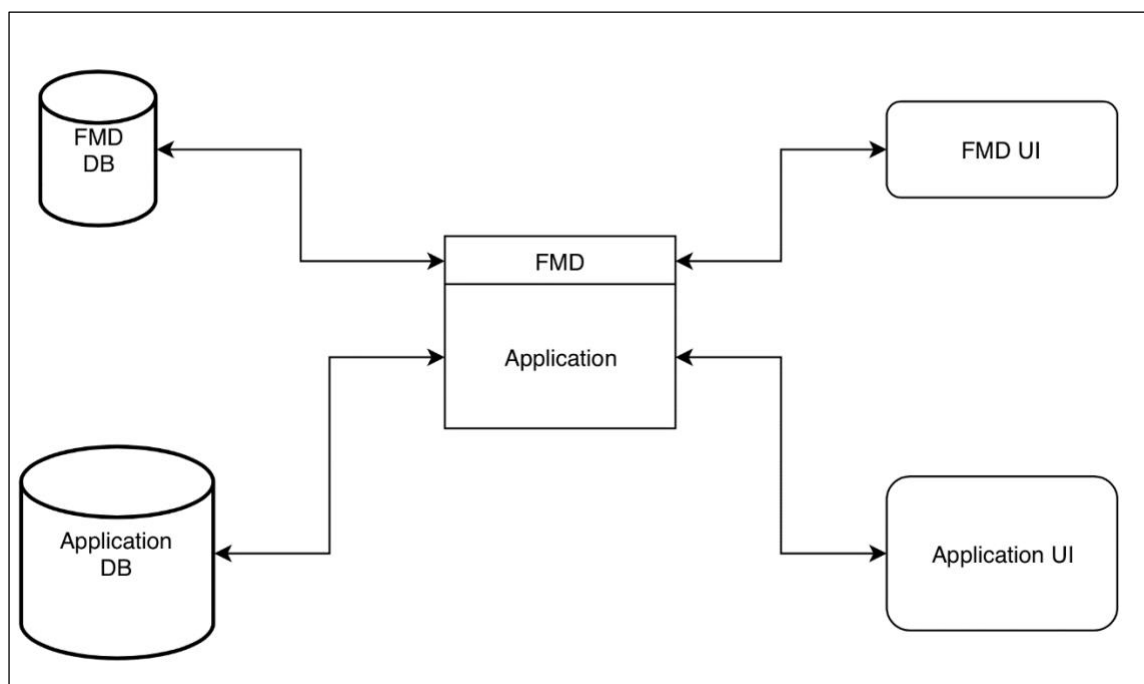 FMD
DB
FMD UI
FMD
Application
Application
DB
Application UI